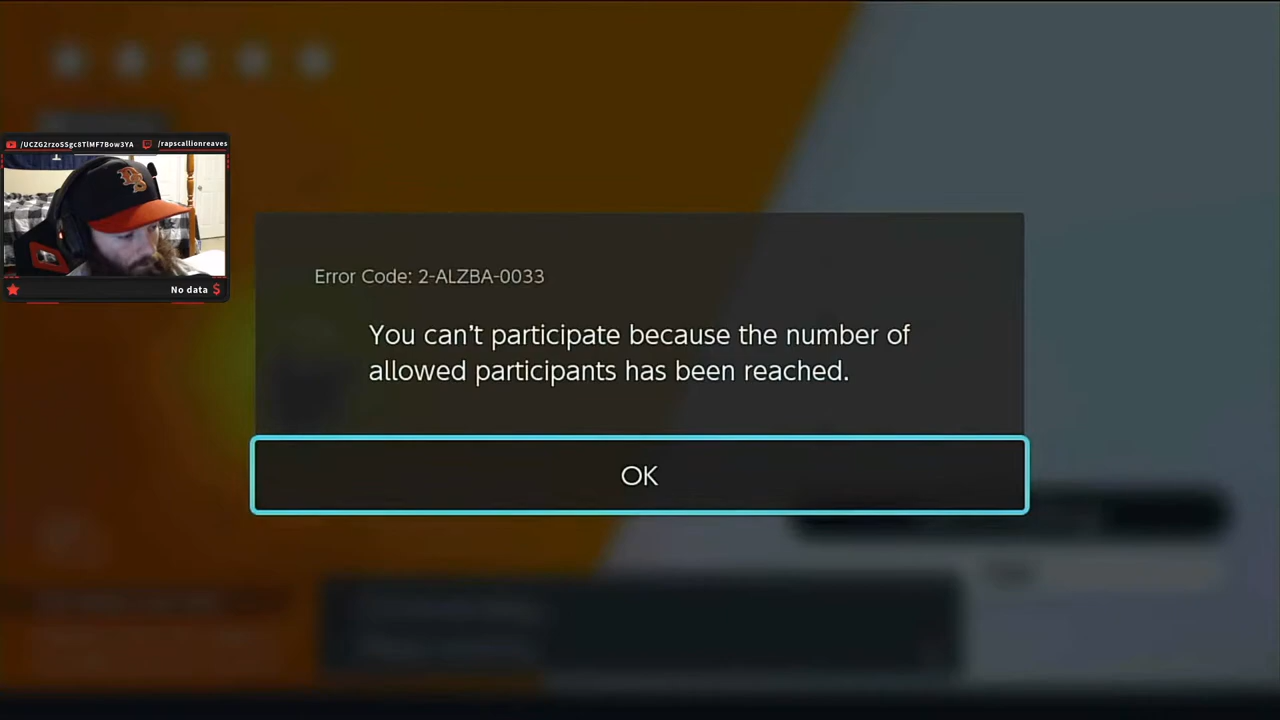 /UCZG2rzoSSgc8TlMF7Bow3YA
/rapscallionreaves
No data $
Error Code: 2-ALZBA-0033
You can't participate because the number of
allowed participants has been reached.
OK